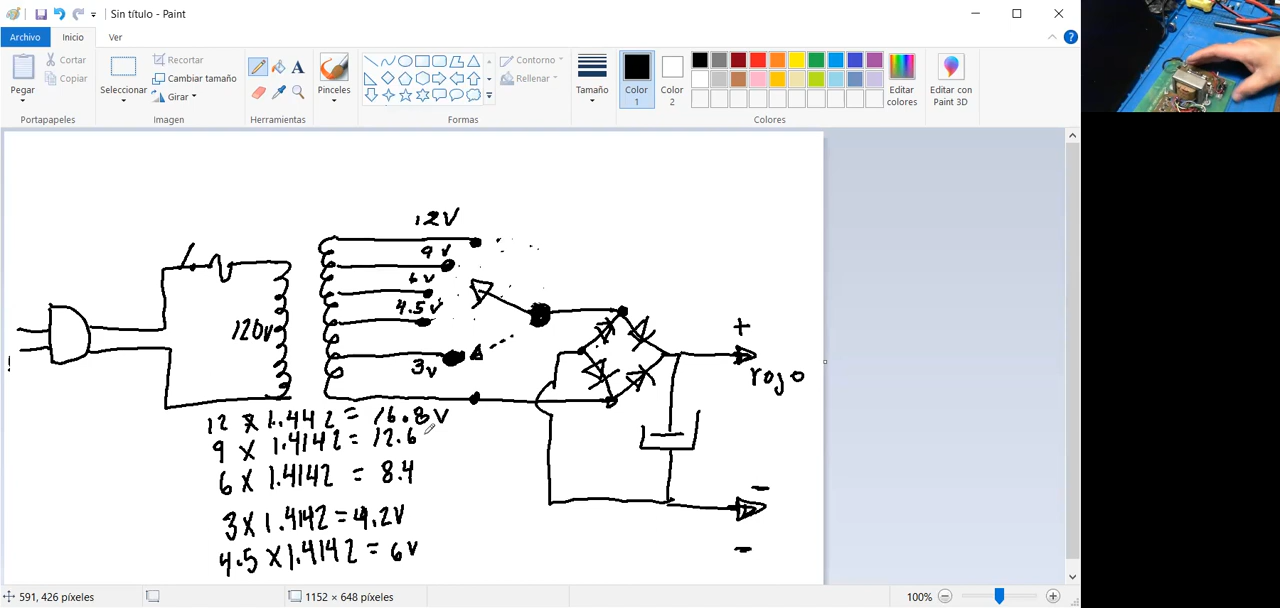 Sin título - Paint
Archivo
Inicio
Ver
Pegar
Cortar
Copiar
Portapapeles
Seleccionar
Recortar
Cambiar tamaño
Girar
Imagen
A
Herramientas
Pinceles
Contorno
Rellenar
Formas
Tamaño
Color 1
Color 2
Editar colores
Editar con Paint 3D
Colores
12V
9 V
6 V
4.5V
3V
120V
+
rojo
-
-
12 x 1.442 = 16.8V
9 x 1.4142 = 12.6
6 x 1.4142 = 8.4
3 x 1.4142 = 4.2V
4.5 x 1.4142 = 6V
591, 426 píxeles
1152 × 648 píxeles
100%